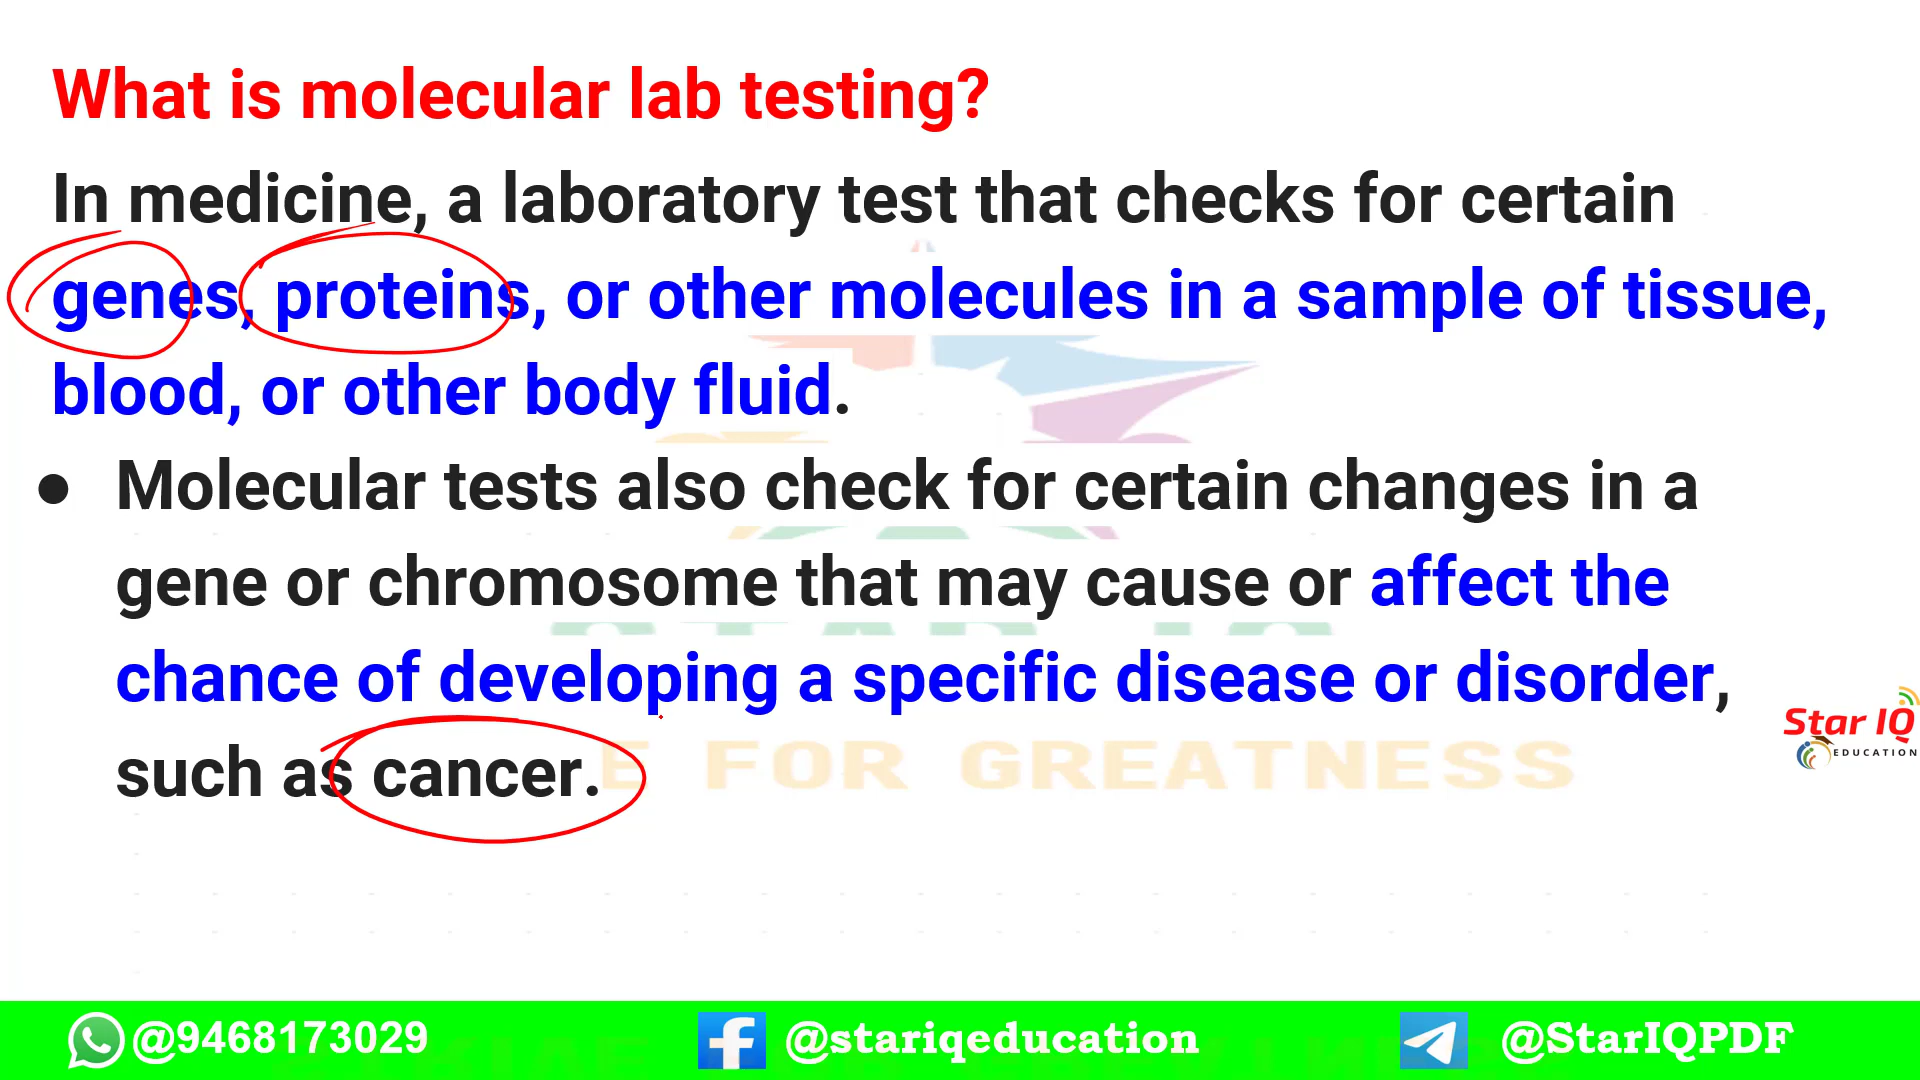 What is molecular lab testing?
In medicine, a laboratory test that checks for certain
genes, proteins, or other molecules in a sample of tissue,
blood, or other body fluid.
● Molecular tests also check for certain changes in a
gene or chromosome that may cause or affect the
chance of developing a specific disease or disorder,
such as cancer.
E FOR GREATNESS
Star IQ
EDUCATION
@9468173029
@stariqeducation
@StarIQPDF